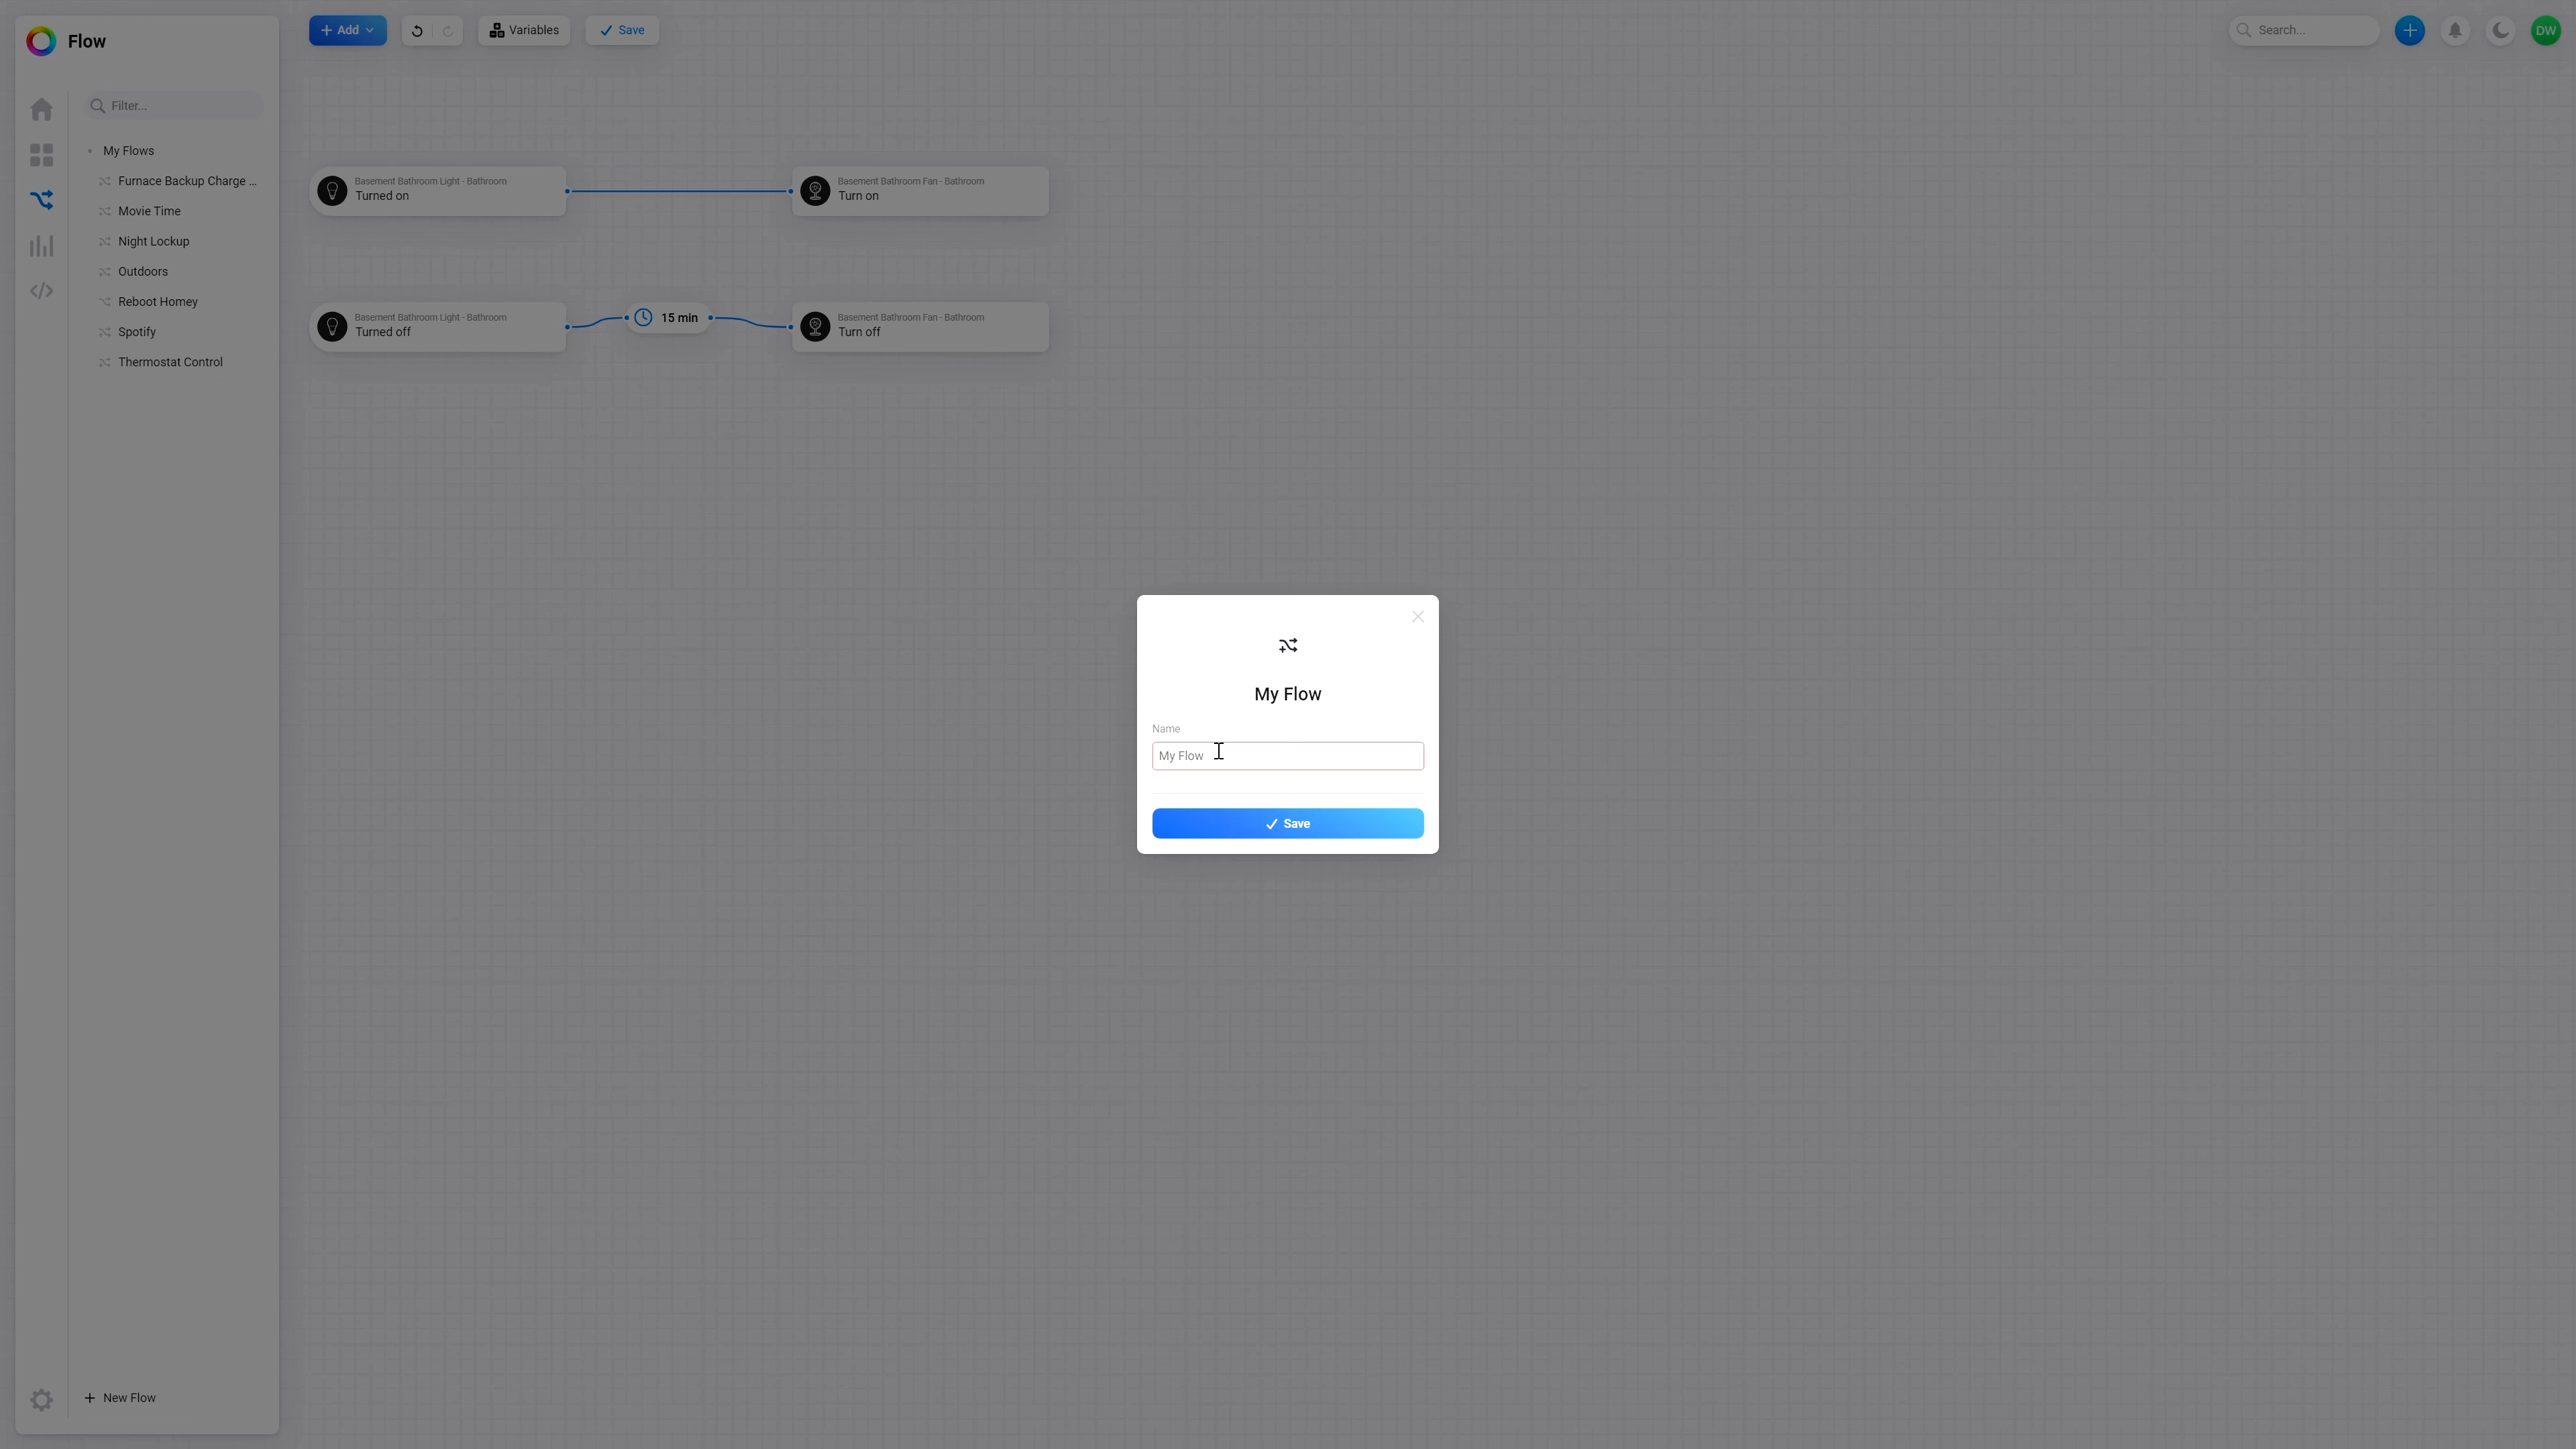 Flow
Add
Variables
Save
Search...
DW
Filter...
My Flows
Furnace Backup Charge ...
Movie Time
Night Lockup
Outdoors
Reboot Homey
Spotify
Thermostat Control
Basement Bathroom Light - Bathroom
Turned on
Basement Bathroom Fan - Bathroom
Turn on
Basement Bathroom Light - Bathroom
Turned off
15 min
Basement Bathroom Fan - Bathroom
Turn off
My Flow
Name
My Flow
Save
New Flow